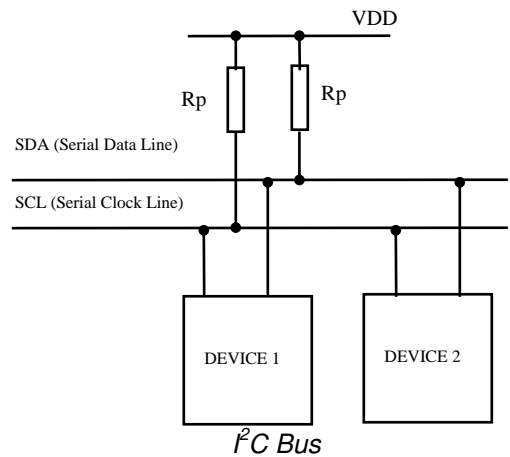 VDD
Rp
Rp
SDA (Serial Data Line)
SCL (Serial Clock Line)
DEVICE 1
DEVICE 2
I²C Bus